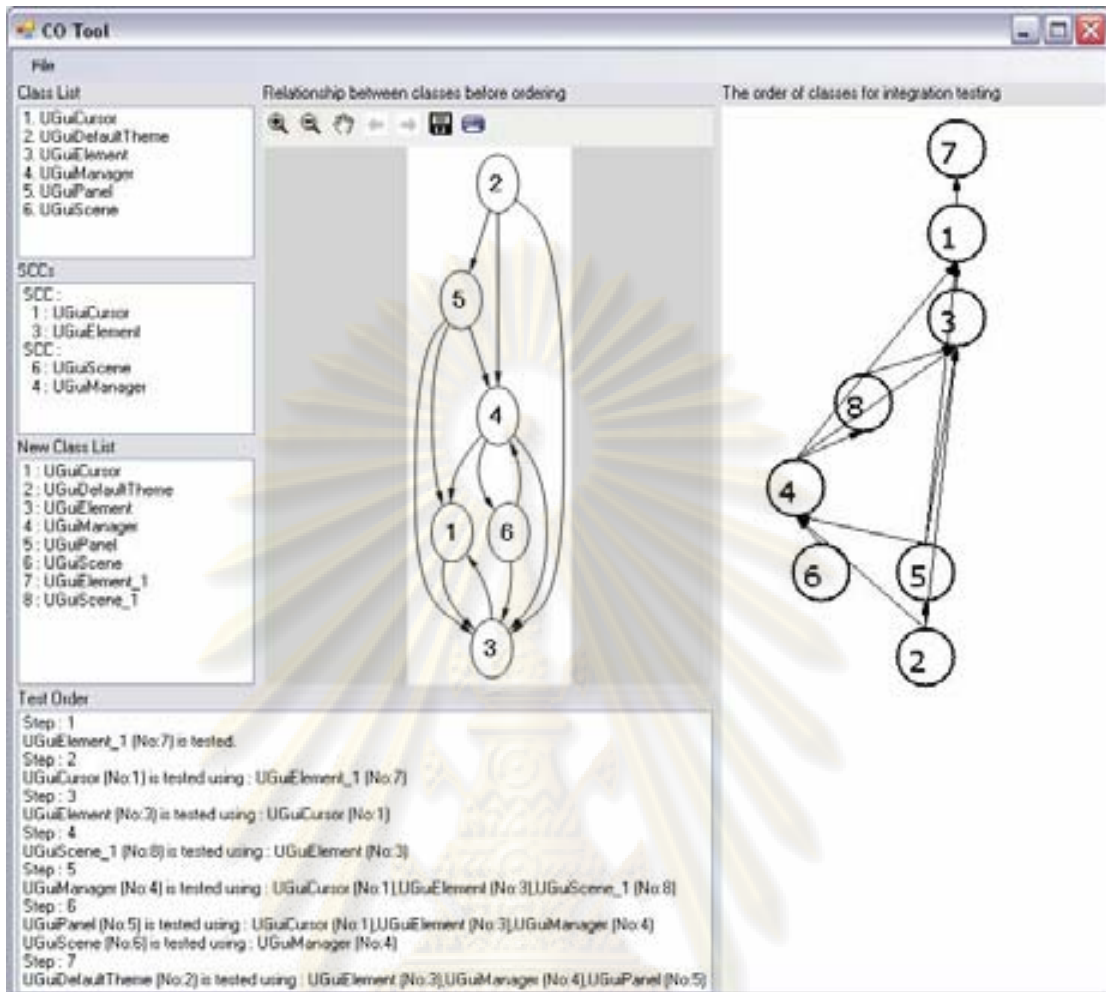 CO Tool
File
Class List
1. UGuiCursor
2. UGuiDefaultTheme
3. UGuiElement
4. UGuiManager
5. UGuiPanel
6. UGuiScene
SCCs
SCC :
1 : UGuiCursor
3 : UGuiElement
SCC :
6 : UGuiScene
4 : UGuiManager
New Class List
1 : UGuiCursor
2 : UGuiDefaultTheme
3 : UGuiElement
4 : UGuiManager
5 : UGuiPanel
6 : UGuiScene
7 : UGuiElement_1
8 : UGuiScene_1
Relationship between classes before ordering
2
5
4
1
6
3
The order of classes for integration testing
7
1
3
8
4
6
5
2
Test Order
Step : 1
UGuiElement_1 (No:7) is tested.
Step : 2
UGuiCursor (No:1) is tested using : UGuiElement_1 (No:7)
Step : 3
UGuiElement (No:3) is tested using : UGuiCursor (No:1)
Step : 4
UGuiScene_1 (No:8) is tested using : UGuiElement (No:3)
Step : 5
UGuiManager (No:4) is tested using : UGuiCursor (No:1),UGuiElement (No:3),UGuiScene_1 (No:8)
Step : 6
UGuiPanel (No:5) is tested using : UGuiCursor (No:1),UGuiElement (No:3),UGuiManager (No:4)
UGuiScene (No:6) is tested using : UGuiManager (No:4)
Step : 7
UGuiDefaultTheme (No:2) is tested using : UGuiElement (No:3),UGuiManager (No:4),UGuiPanel (No:5)